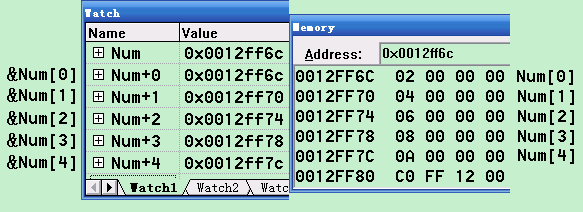 Watch
Name Value
Num 0x0012ff6c
&Num[0] Num+0 0x0012ff6c
&Num[1] Num+1 0x0012ff70
&Num[2] Num+2 0x0012ff74
&Num[3] Num+3 0x0012ff78
&Num[4] Num+4 0x0012ff7c
Watch1 Watch2 Watc
Memory
Address: 0x0012ff6c
0012FF6C 02 00 00 00 Num[0]
0012FF70 04 00 00 00 Num[1]
0012FF74 06 00 00 00 Num[2]
0012FF78 08 00 00 00 Num[3]
0012FF7C 0A 00 00 00 Num[4]
0012FF80 C0 FF 12 00